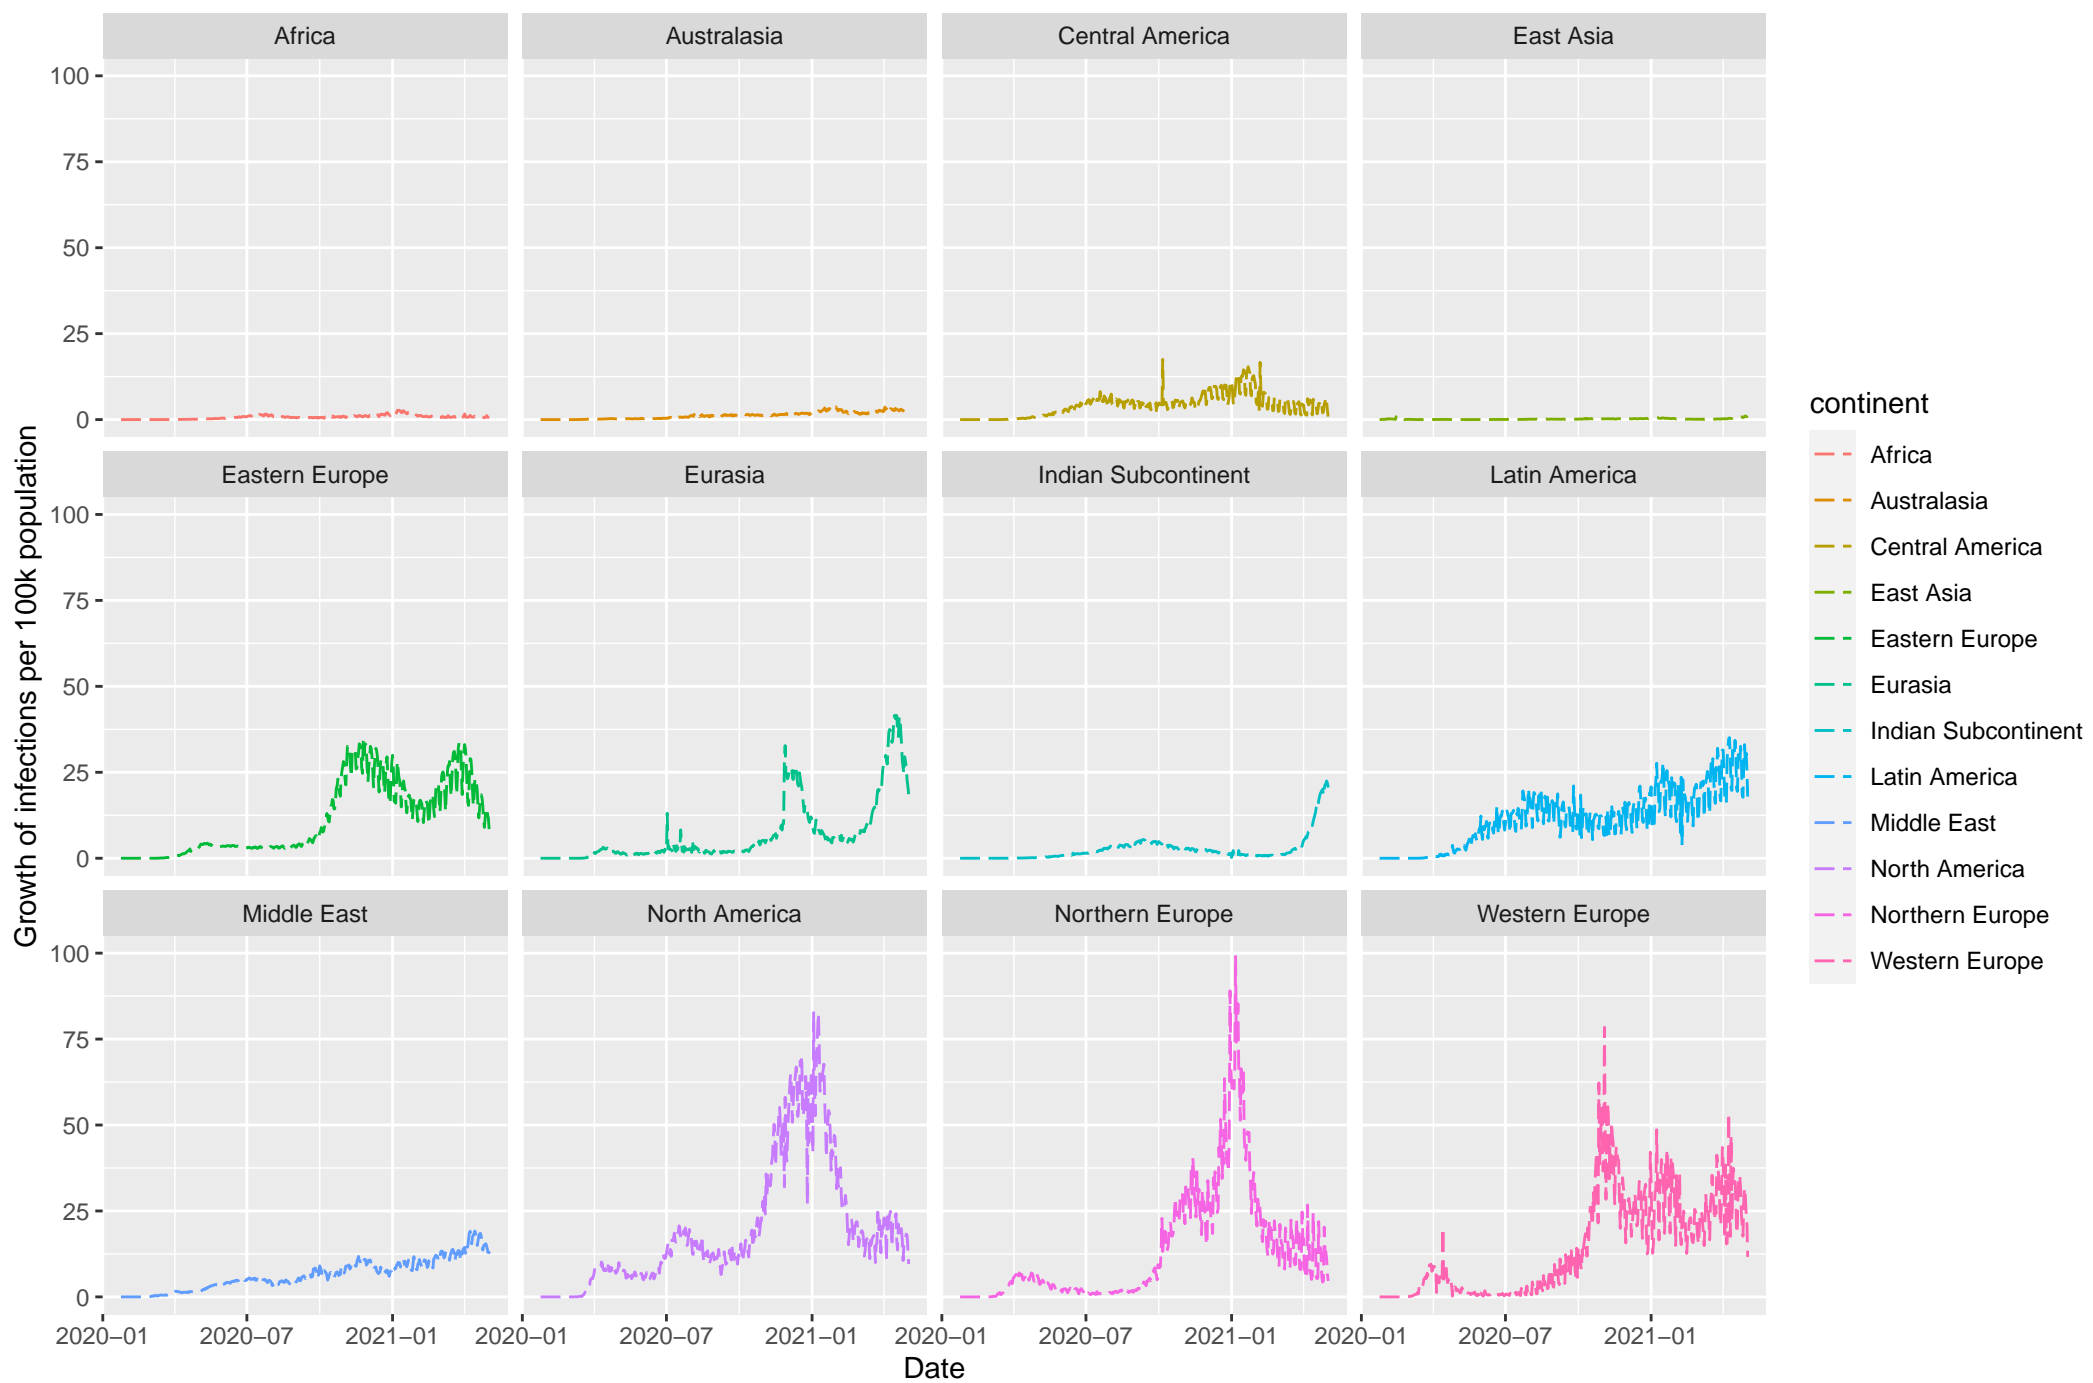 Africa
Australasia
Central America
East Asia
100
75
50
25
0
Eastern Europe
Eurasia
Indian Subcontinent
Latin America
100
75
50
25
0
Middle East
North America
Northern Europe
Western Europe
100
75
50
25
0
2020−01
2020−07
2021−01
2020−01
2020−07
2021−01
2020−01
2020−07
2021−01
2020−01
2020−07
2021−01
Date
Growth of infections per 100k population
continent
Africa
Australasia
Central America
East Asia
Eastern Europe
Eurasia
Indian Subcontinent
Latin America
Middle East
North America
Northern Europe
Western Europe